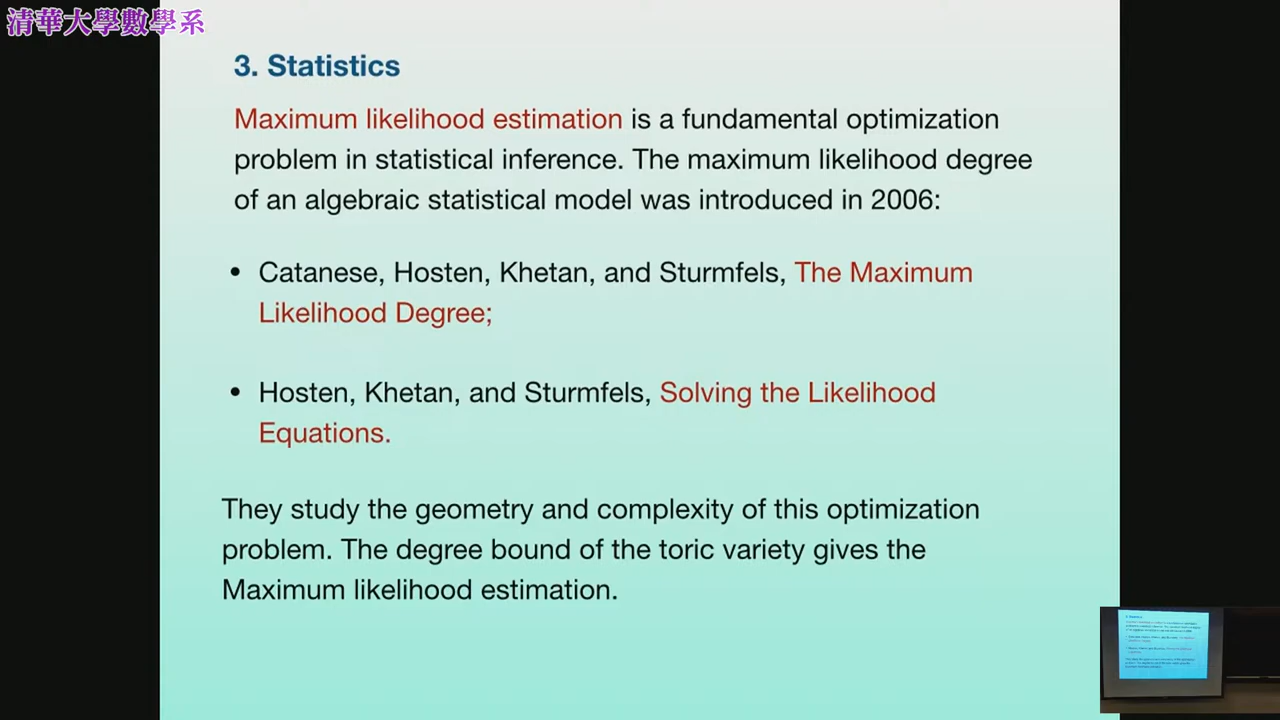 清華大學數學系
3. Statistics
Maximum likelihood estimation is a fundamental optimization
problem in statistical inference. The maximum likelihood degree
of an algebraic statistical model was introduced in 2006:
• Catanese, Hosten, Khetan, and Sturmfels, The Maximum
Likelihood Degree;
• Hosten, Khetan, and Sturmfels, Solving the Likelihood
Equations.
They study the geometry and complexity of this optimization
problem. The degree bound of the toric variety gives the
Maximum likelihood estimation.